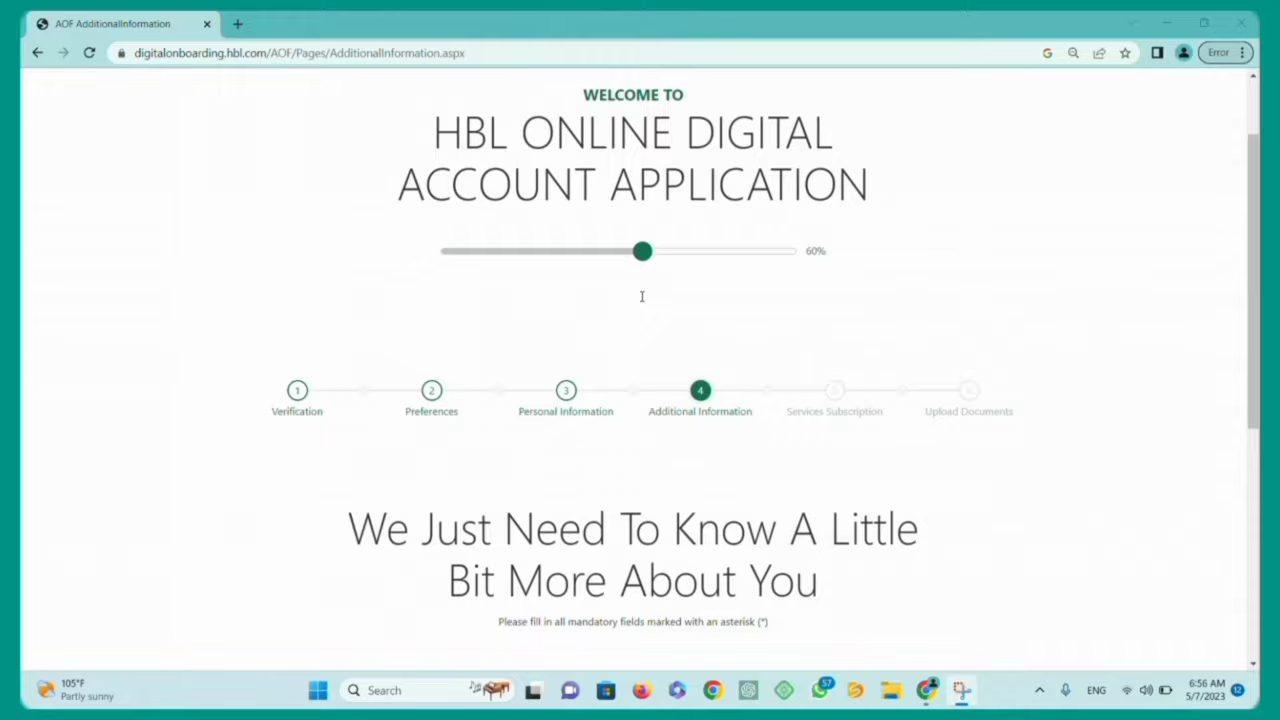 AOF AdditionalInformation
digitalonboarding.hbl.com/AOF/Pages/AdditionalInformation.aspx
Error
WELCOME TO
HBL ONLINE DIGITAL
ACCOUNT APPLICATION
60%
1 2 3 4
Verification Preferences Personal Information Additional Information Services Subscription Upload Documents
We Just Need To Know A Little
Bit More About You
Please fill in all mandatory fields marked with an asterisk (*)
105°F
Partly sunny
Search
57
ENG
6:56 AM
5/7/2023
12